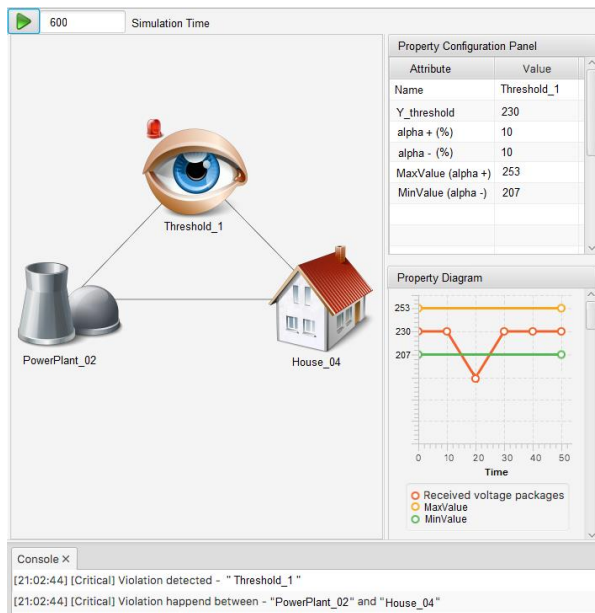 600 Simulation Time
Threshold_1
PowerPlant_02
House_04
Property Configuration Panel
Attribute Value
Name Threshold_1
Y_threshold 230
alpha + (%) 10
alpha - (%) 10
MaxValue (alpha +) 253
MinValue (alpha -) 207
Property Diagram
253
230
207
0 10 20 30 40 50
Time
Received voltage packages
MaxValue
MinValue
Console ×
[21:02:44] [Critical] Violation detected - " Threshold_1 "
[21:02:44] [Critical] Violation happend between - "PowerPlant_02" and "House_04"